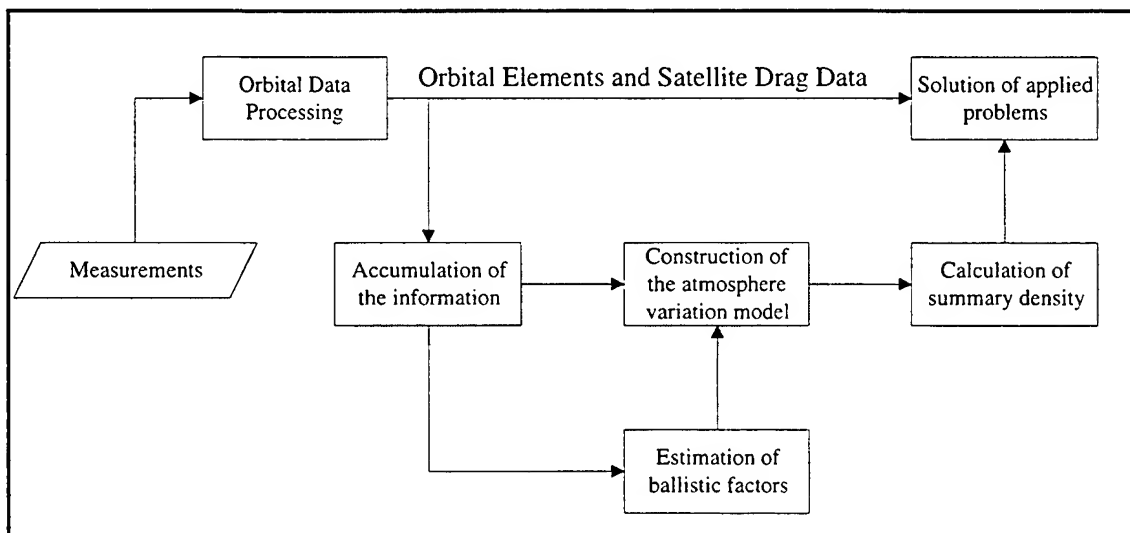 Orbital Data
Processing
Orbital Elements and Satellite Drag Data
Solution of applied
problems
Measurements
Accumulation of
the information
Construction of
the atmosphere
variation model
Calculation of
summary density
Estimation of
ballistic factors